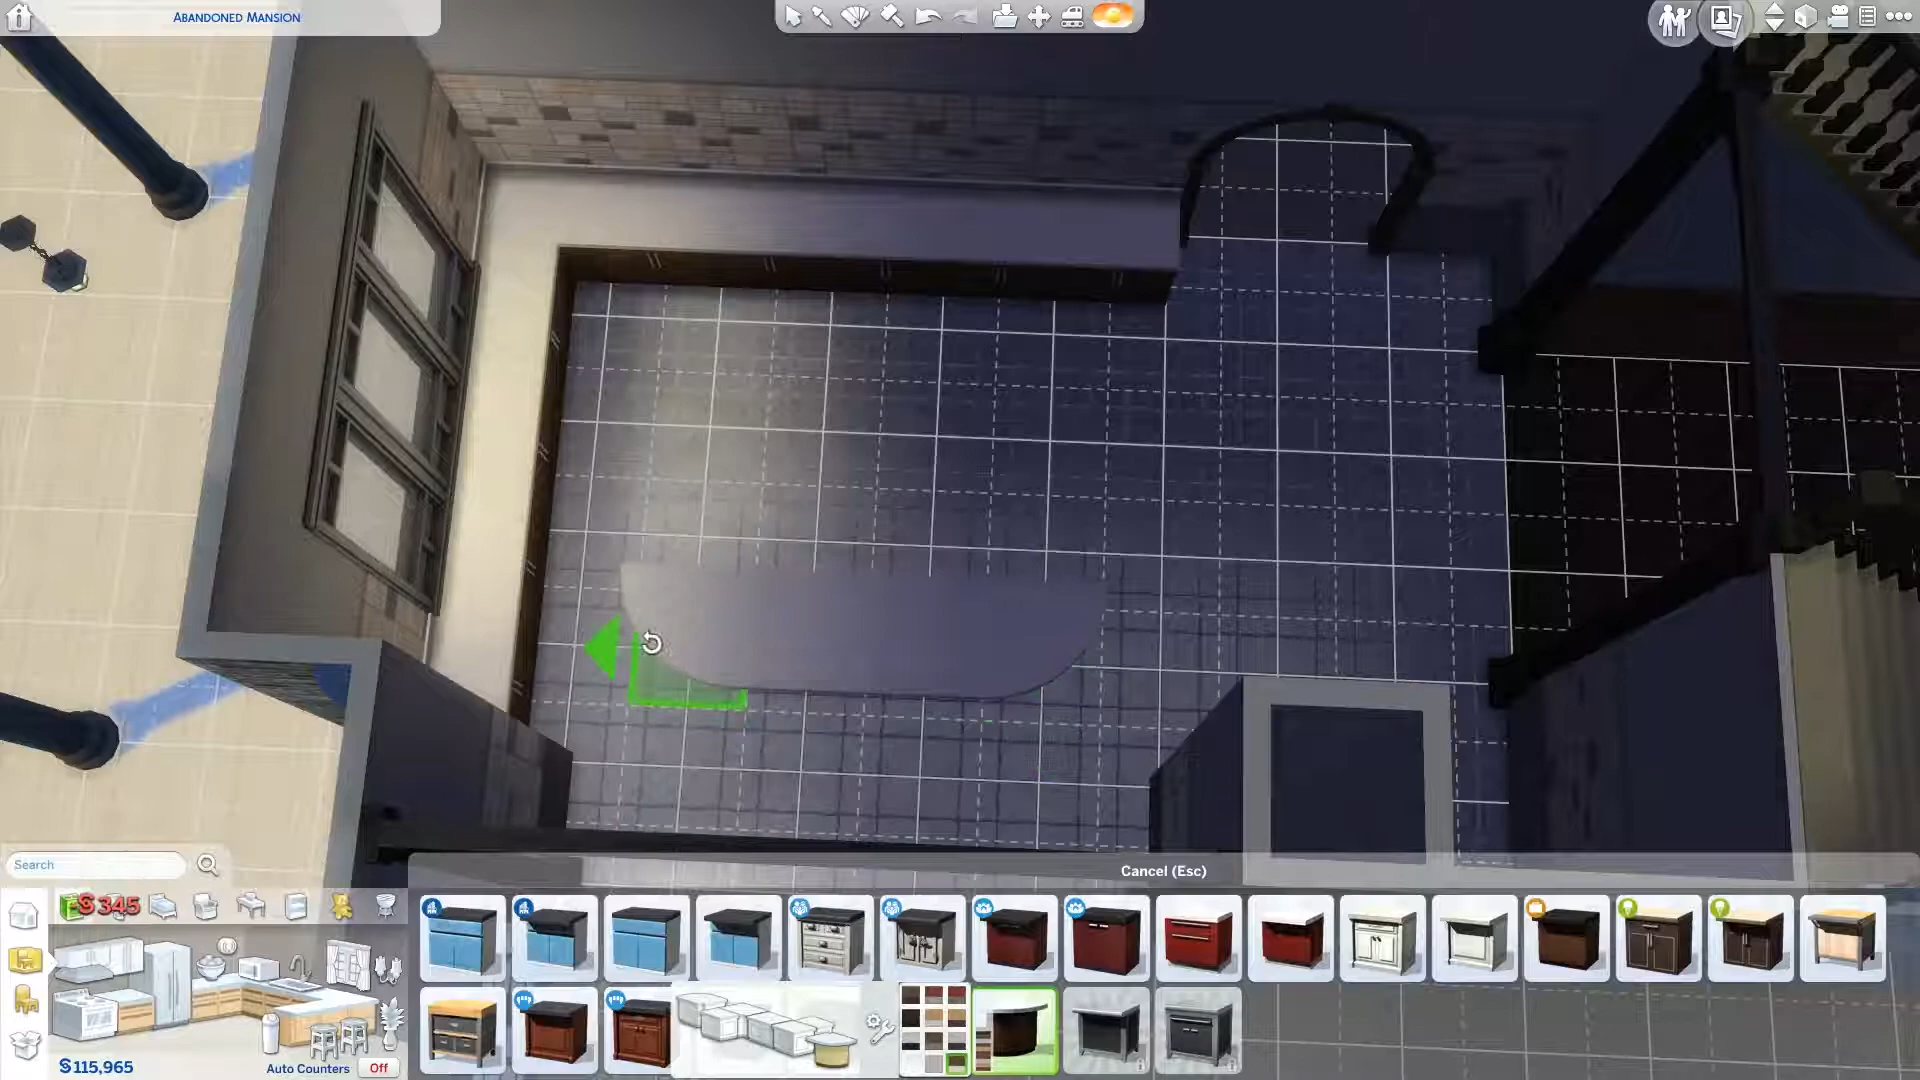 Abandoned Mansion
Cancel (Esc)
Search
$345
$115,965
Auto Counters Off